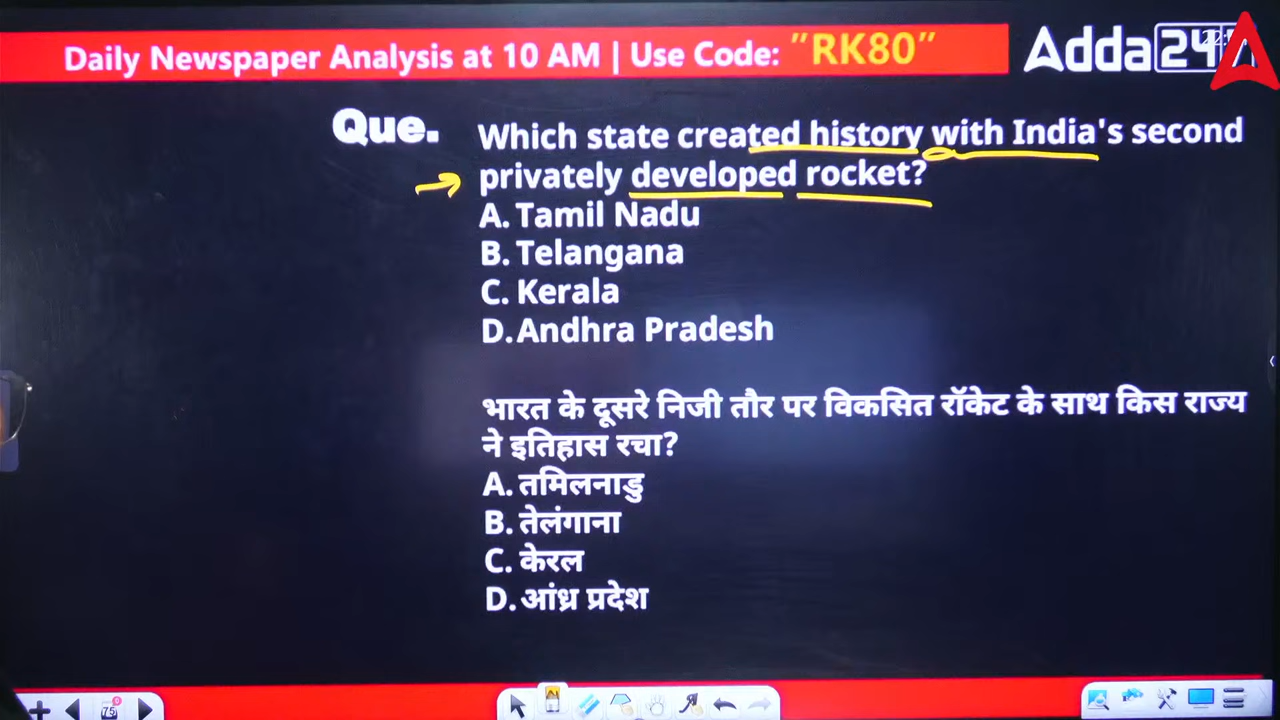 Daily Newspaper Analysis at 10 AM | Use Code: "RK80"
Adda247
Que. Which state created history with India's second
privately developed rocket?
A. Tamil Nadu
B. Telangana
C. Kerala
D. Andhra Pradesh
भारत के दूसरे निजी तौर पर विकसित रॉकेट के साथ किस राज्य
ने इतिहास रचा?
A. तमिलनाडु
B. तेलंगाना
C. केरल
D. आंध्र प्रदेश